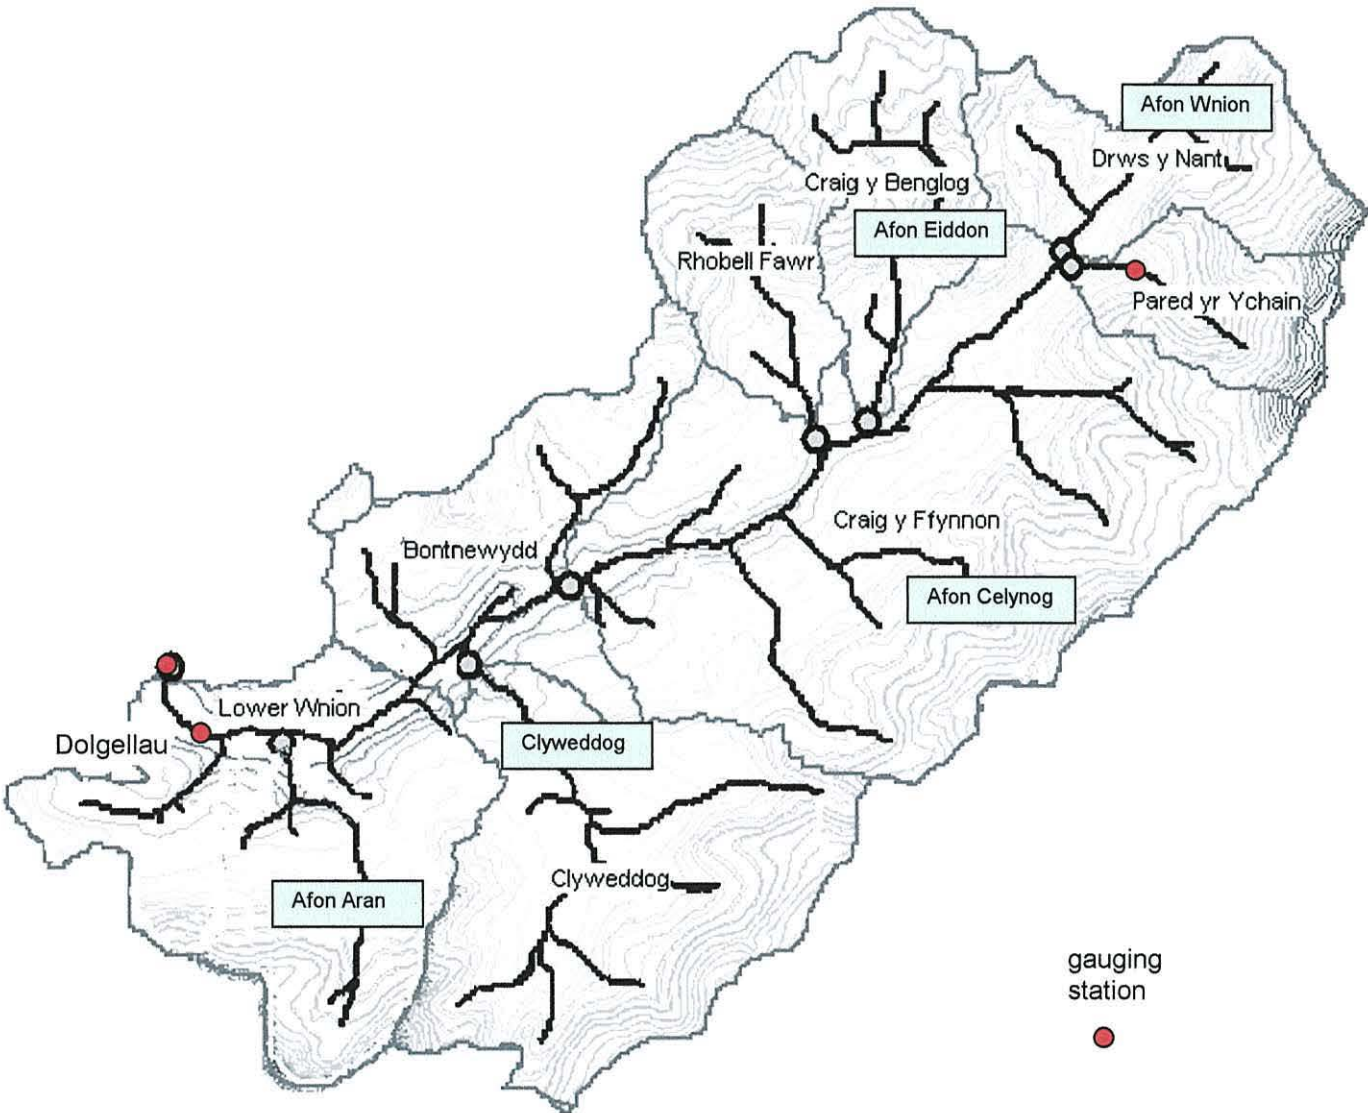 Afon Wnion
Drws y Nant
Craig y Benglog
Afon Eiddon
Rhobell Fawr
Pared yr Ychain
Craig y Ffynnon
Bontnewydd
Afon Celynog
Lower Wnion
Dolgellau
Clyweddog
Clyweddog
Afon Aran
gauging
station